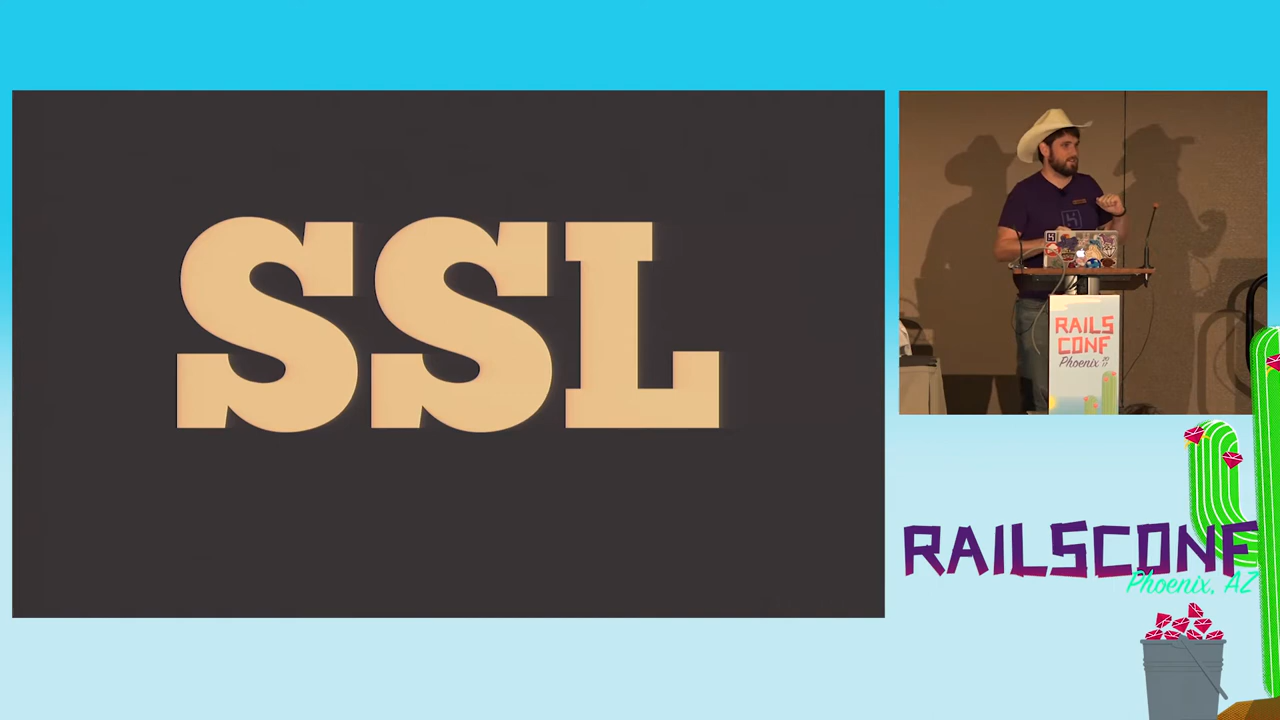 SSL
RAILS
CONF
Phoenix
RAILSCONF
Phoenix, AZ